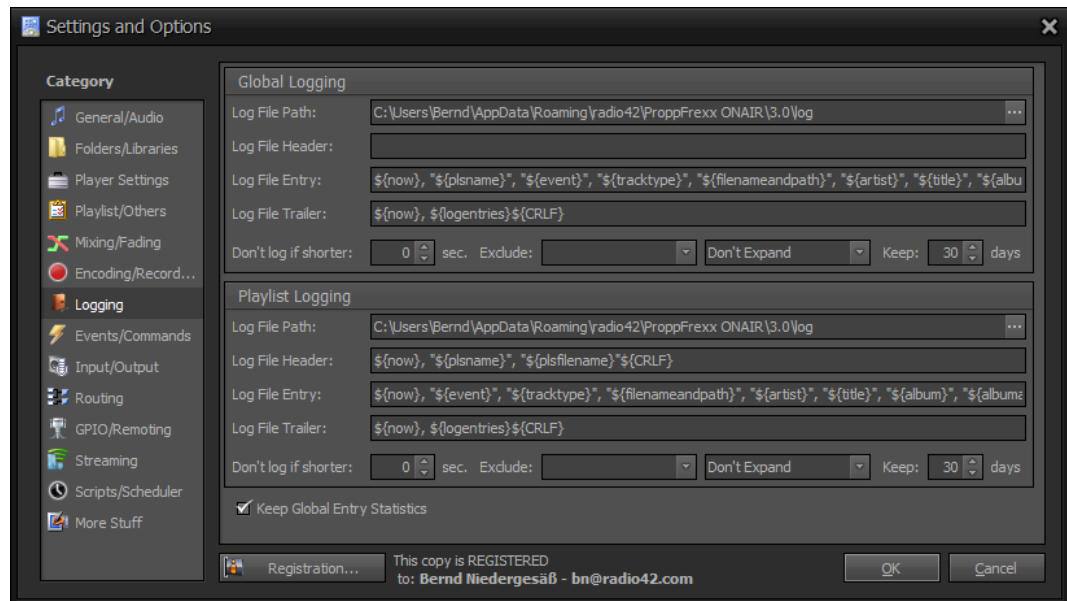 Settings and Options
Category
General/Audio
Folders/Libraries
Player Settings
Playlist/Others
Mixing/Fading
Encoding/Record...
Logging
Events/Commands
Input/Output
Routing
GPIO/Remoting
Streaming
Scripts/Scheduler
More Stuff
Global Logging
Log File Path: C:\Users\Bernd\AppData\Roaming\radio42\ProppFrexx ONAIR\3.0\log ...
Log File Header:
Log File Entry: ${now}, "${plsname}", "${event}", "${tracktype}", "${filenameandpath}", "${artist}", "${title}", "${albu
Log File Trailer: ${now}, ${logentries}${CRLF}
Don't log if shorter: 0 sec. Exclude: Don't Expand Keep: 30 days
Playlist Logging
Log File Path: C:\Users\Bernd\AppData\Roaming\radio42\ProppFrexx ONAIR\3.0\log ...
Log File Header: ${now}, "${plsname}", "${plsfilename}"${CRLF}
Log File Entry: ${now}, "${event}", "${tracktype}", "${filenameandpath}", "${artist}", "${title}", "${album}", "${albuma
Log File Trailer: ${now}, ${logentries}${CRLF}
Don't log if shorter: 0 sec. Exclude: Don't Expand Keep: 30 days
Keep Global Entry Statistics
Registration...
This copy is REGISTERED
to: Bernd Niedergesäß - bn@radio42.com
OK
Cancel